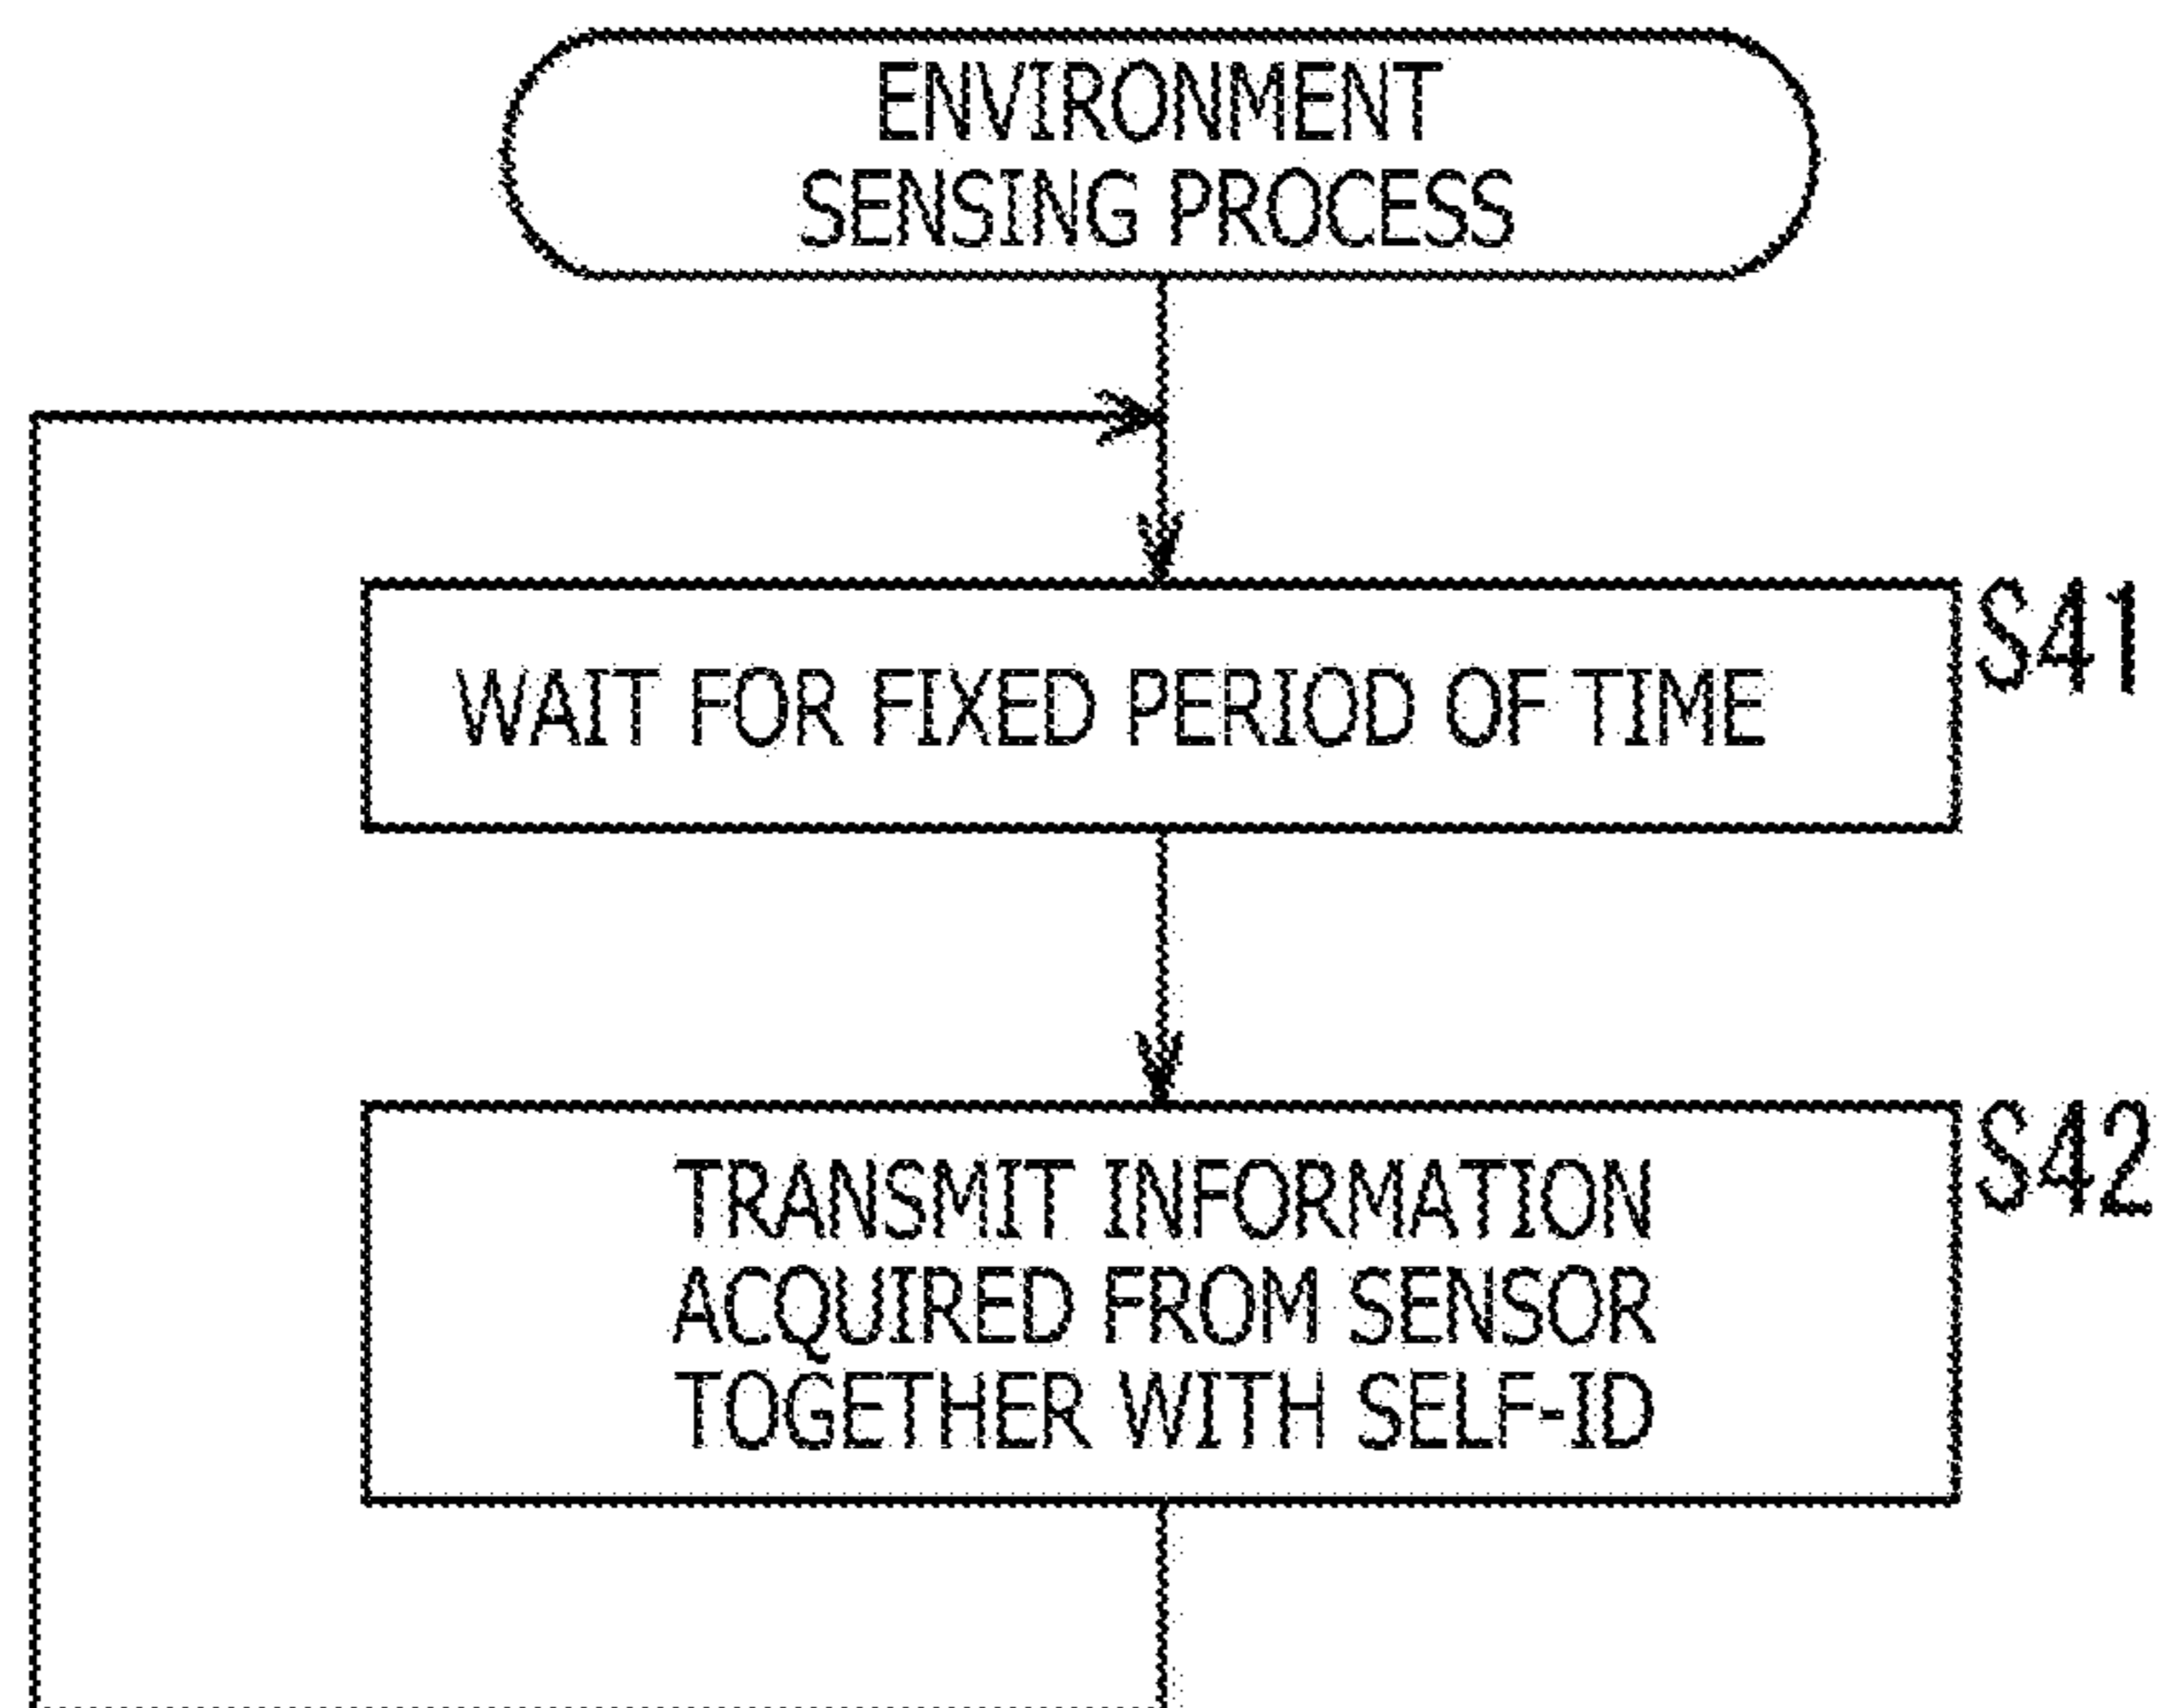 ENVIRONMENT
SENSING PROCESS
S41
WAIT FOR FIXED PERIOD OF TIME
S42
TRANSMIT INFORMATION
ACQUIRED FROM SENSOR
TOGETHER WITH SELF-ID